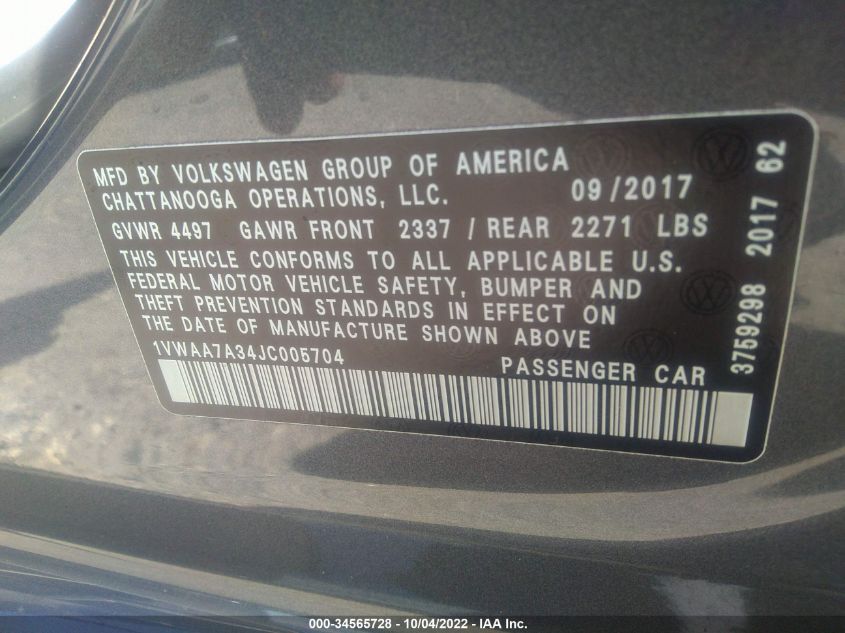 MFD BY VOLKSWAGEN GROUP OF AMERICA
CHATTANOOGA OPERATIONS, LLC. 09/2017
GVWR 4497 GAWR FRONT 2337 / REAR 2271 LBS
THIS VEHICLE CONFORMS TO ALL APPLICABLE U.S.
FEDERAL MOTOR VEHICLE SAFETY, BUMPER AND
THEFT PREVENTION STANDARDS IN EFFECT ON
THE DATE OF MANUFACTURE SHOWN ABOVE
1VWAA7A34JC005704 PASSENGER CAR
3759298 2017 62
000-34565728 - 10/04/2022 - IAA Inc.